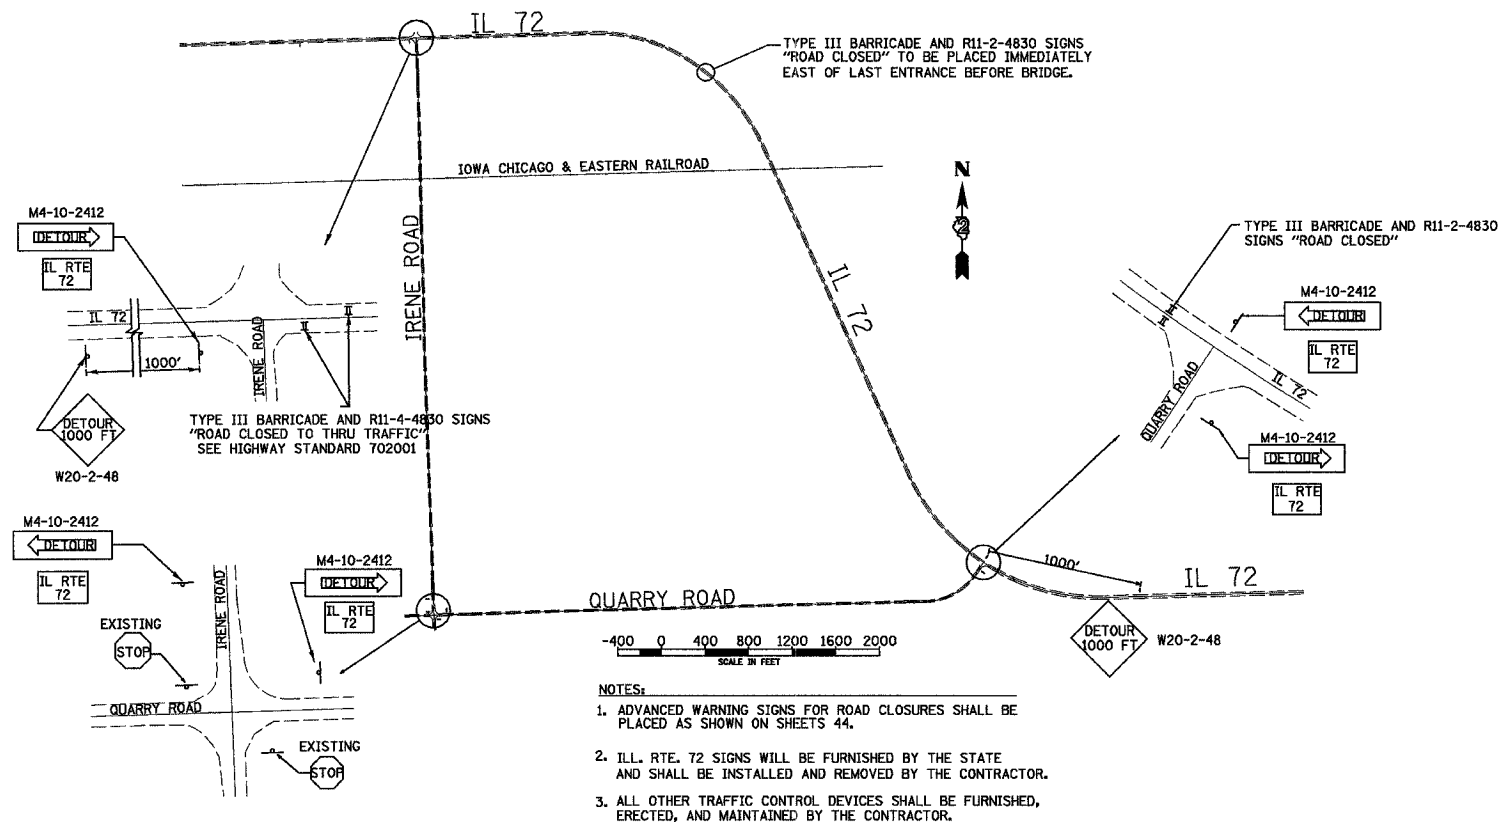 IL 72
TYPE III BARRICADE AND R11-2-4830 SIGNS
"ROAD CLOSED" TO BE PLACED IMMEDIATELY
EAST OF LAST ENTRANCE BEFORE BRIDGE.
IOWA CHICAGO & EASTERN RAILROAD
N
2
IRENE ROAD
IL 72
M4-10-2412
DETOUR
IL RTE
72
IL 72
1000'
IRENE ROAD
DETOUR
1000 FT
W20-2-48
TYPE III BARRICADE AND R11-4-4830 SIGNS
"ROAD CLOSED TO THRU TRAFFIC"
SEE HIGHWAY STANDARD 702001
TYPE III BARRICADE AND R11-2-4830
SIGNS "ROAD CLOSED"
M4-10-2412
DETOUR
IL RTE
72
IL 72
QUARRY ROAD
M4-10-2412
DETOUR
IL RTE
72
M4-10-2412
DETOUR
IL RTE
72
M4-10-2412
DETOUR
IL RTE
72
IRENE ROAD
EXISTING
STOP
QUARRY ROAD
EXISTING
STOP
QUARRY ROAD
1000'
IL 72
DETOUR
1000 FT
W20-2-48
-400 0 400 800 1200 1600 2000
SCALE IN FEET
NOTES:
1. ADVANCED WARNING SIGNS FOR ROAD CLOSURES SHALL BE
PLACED AS SHOWN ON SHEETS 44.
2. ILL. RTE. 72 SIGNS WILL BE FURNISHED BY THE STATE
AND SHALL BE INSTALLED AND REMOVED BY THE CONTRACTOR.
3. ALL OTHER TRAFFIC CONTROL DEVICES SHALL BE FURNISHED,
ERECTED, AND MAINTAINED BY THE CONTRACTOR.